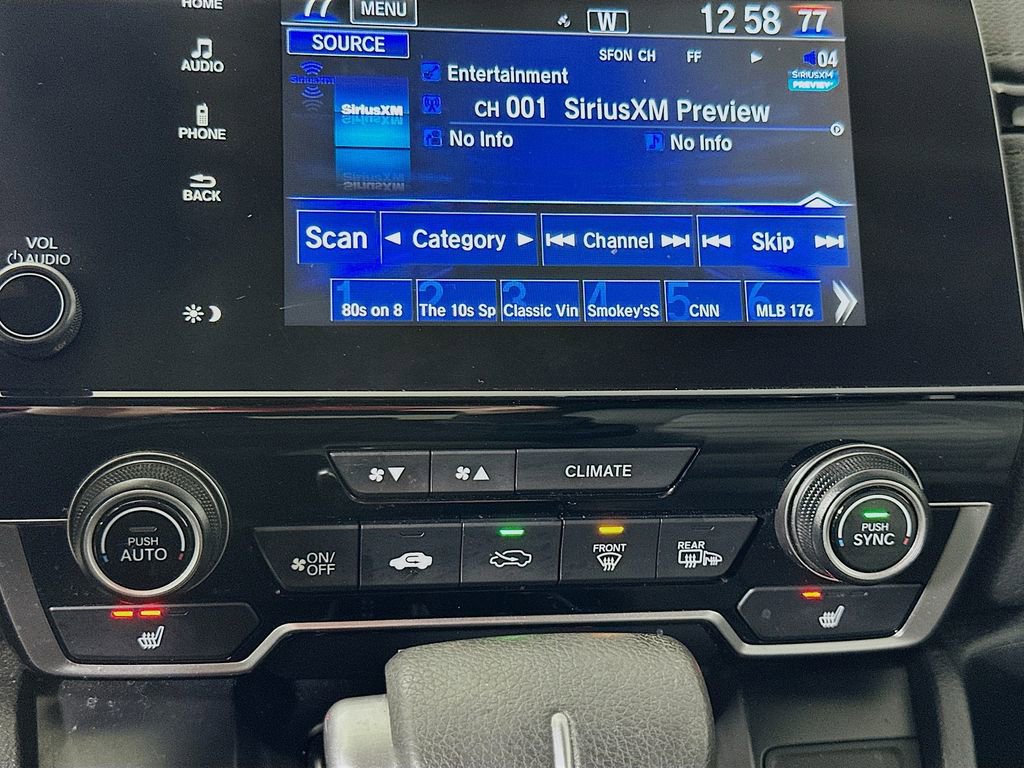 HOME
77
MENU
W
12 58
77
SOURCE
SFON CH
FF
04
AUDIO
SiriusXM
Entertainment
SIRIUSXM
PREVIEW
SiriusXM
CH 001 SiriusXM Preview
PHONE
No Info
No Info
BACK
Scan
Category
Channel
Skip
VOL
AUDIO
1
80s on 8
2
The 10s Sp
3
Classic Vin
4
Smokey'sS
5
CNN
6
MLB 176
CLIMATE
PUSH
AUTO
ON/
OFF
FRONT
REAR
PUSH
SYNC